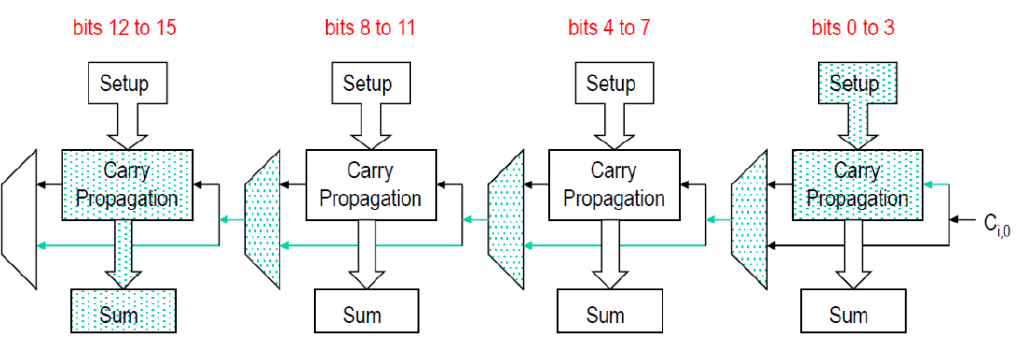 bits 12 to 15 bits 8 to 11 bits 4 to 7 bits 0 to 3
Setup Setup Setup Setup
Carry Carry Carry Carry
Propagation Propagation Propagation Propagation
Ci,0
Sum Sum Sum Sum